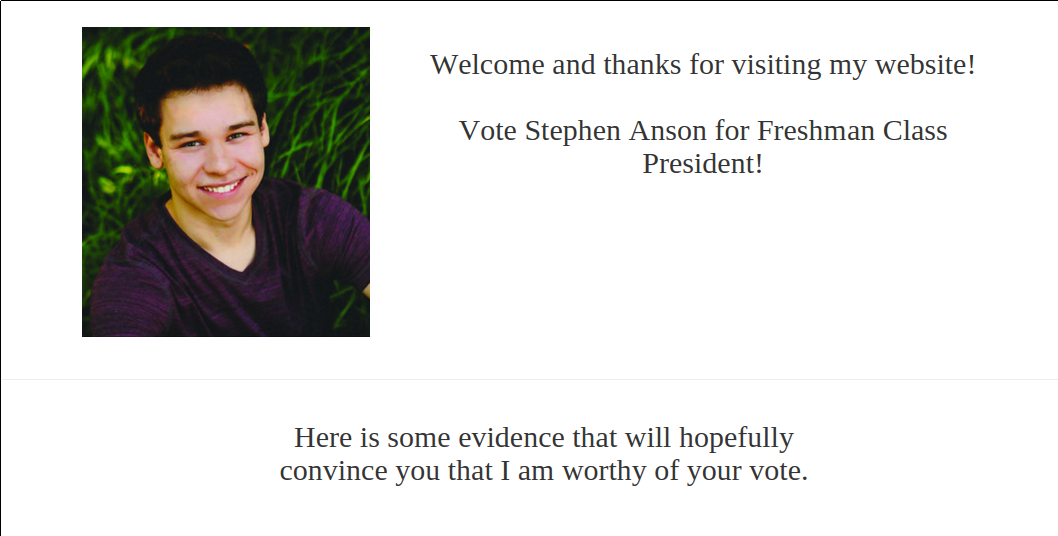 Welcome and thanks for visiting my website!
Vote Stephen Anson for Freshman Class
President!
Here is some evidence that will hopefully
convince you that I am worthy of your vote.